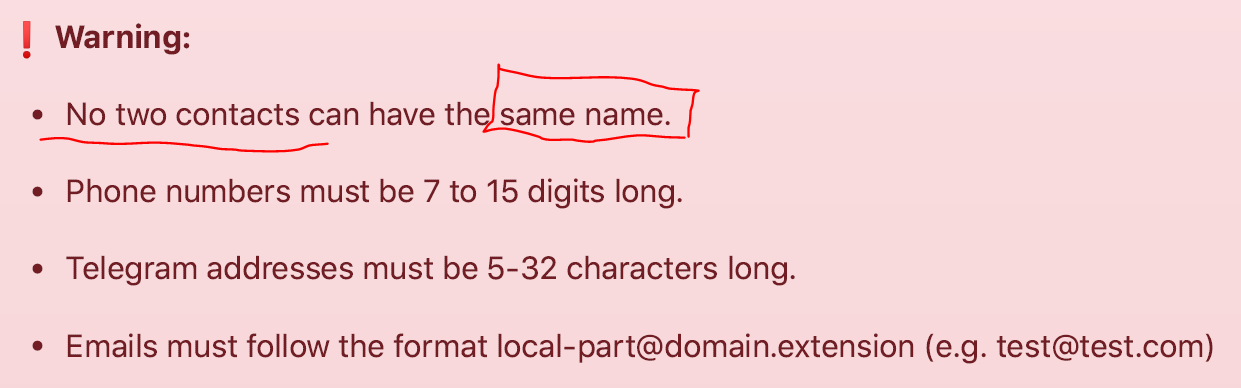 ❗ Warning:
• No two contacts can have the same name.
• Phone numbers must be 7 to 15 digits long.
• Telegram addresses must be 5-32 characters long.
• Emails must follow the format local-part@domain.extension (e.g. test@test.com)